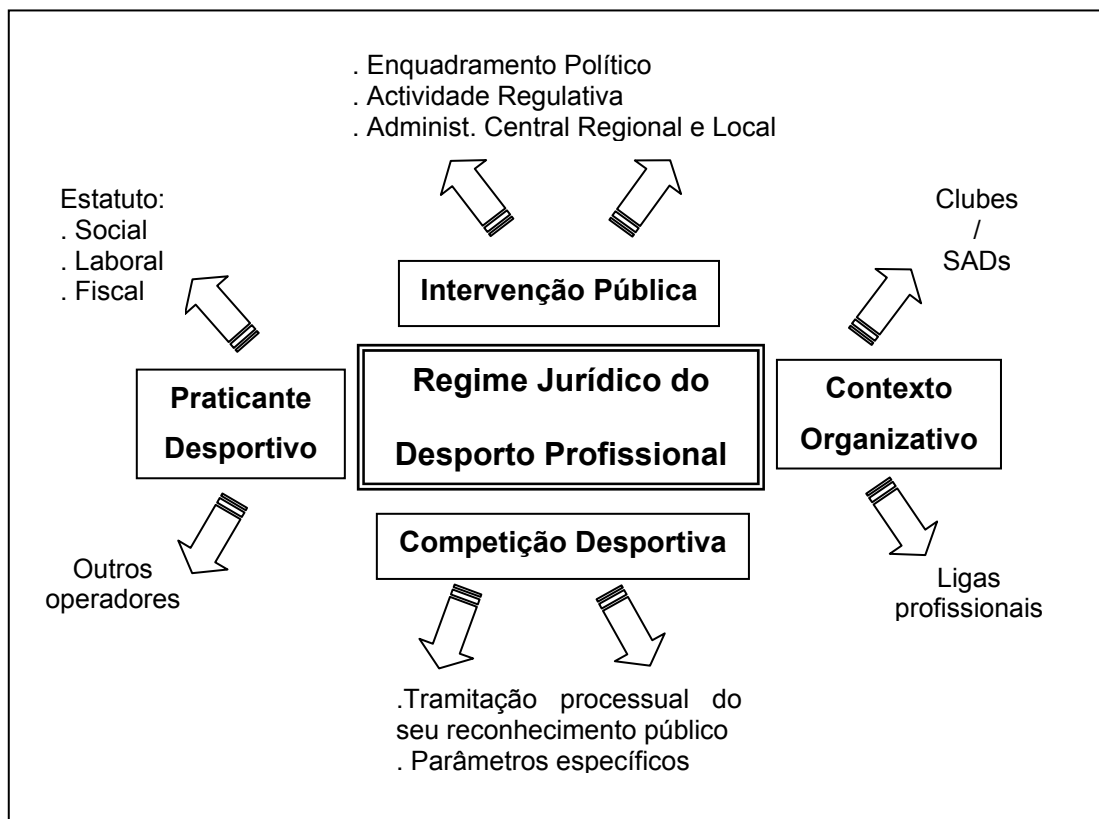 . Enquadramento Político
. Actividade Regulativa
. Administ. Central Regional e Local
Estatuto:
. Social
. Laboral
. Fiscal
Clubes
/
SADs
Intervenção Pública
Praticante
Desportivo
Regime Jurídico do
Desporto Profissional
Contexto
Organizativo
Competição Desportiva
Outros
operadores
Ligas
profissionais
.Tramitação processual do
seu reconhecimento público
. Parâmetros específicos